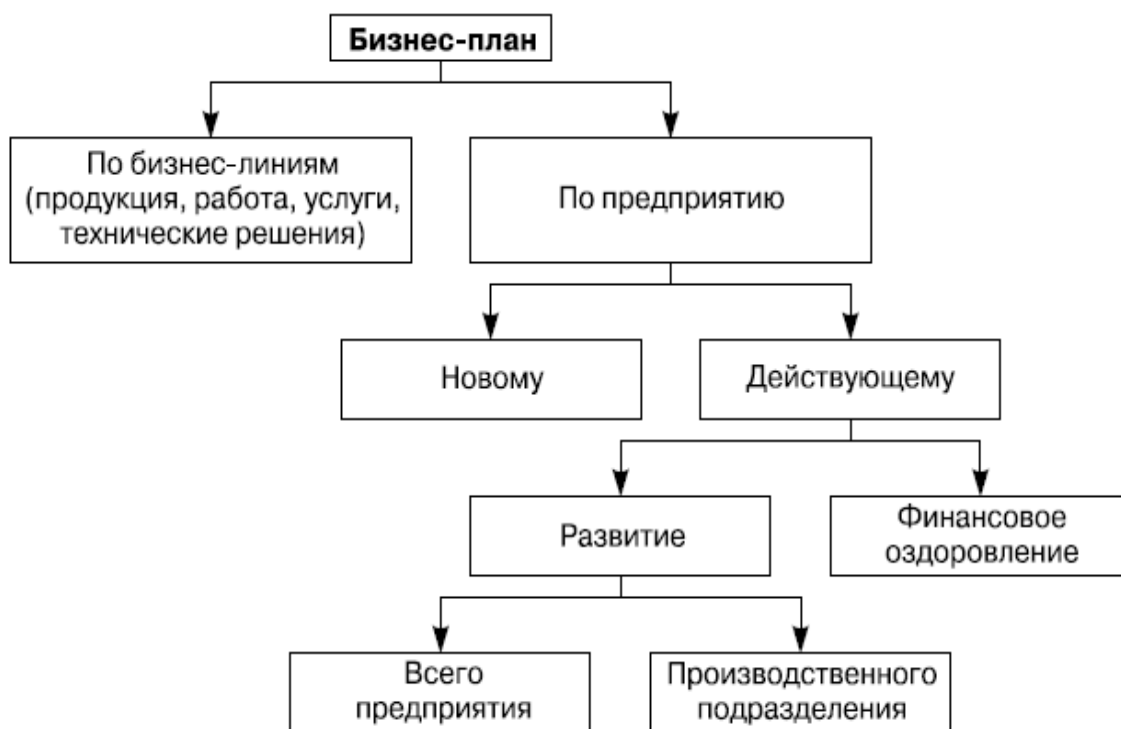 Бизнес-план
По бизнес-линиям
(продукция, работа, услуги,
технические решения)
По предприятию
Новому
Действующему
Развитие
Финансовое
оздоровление
Всего
предприятия
Производственного
подразделения